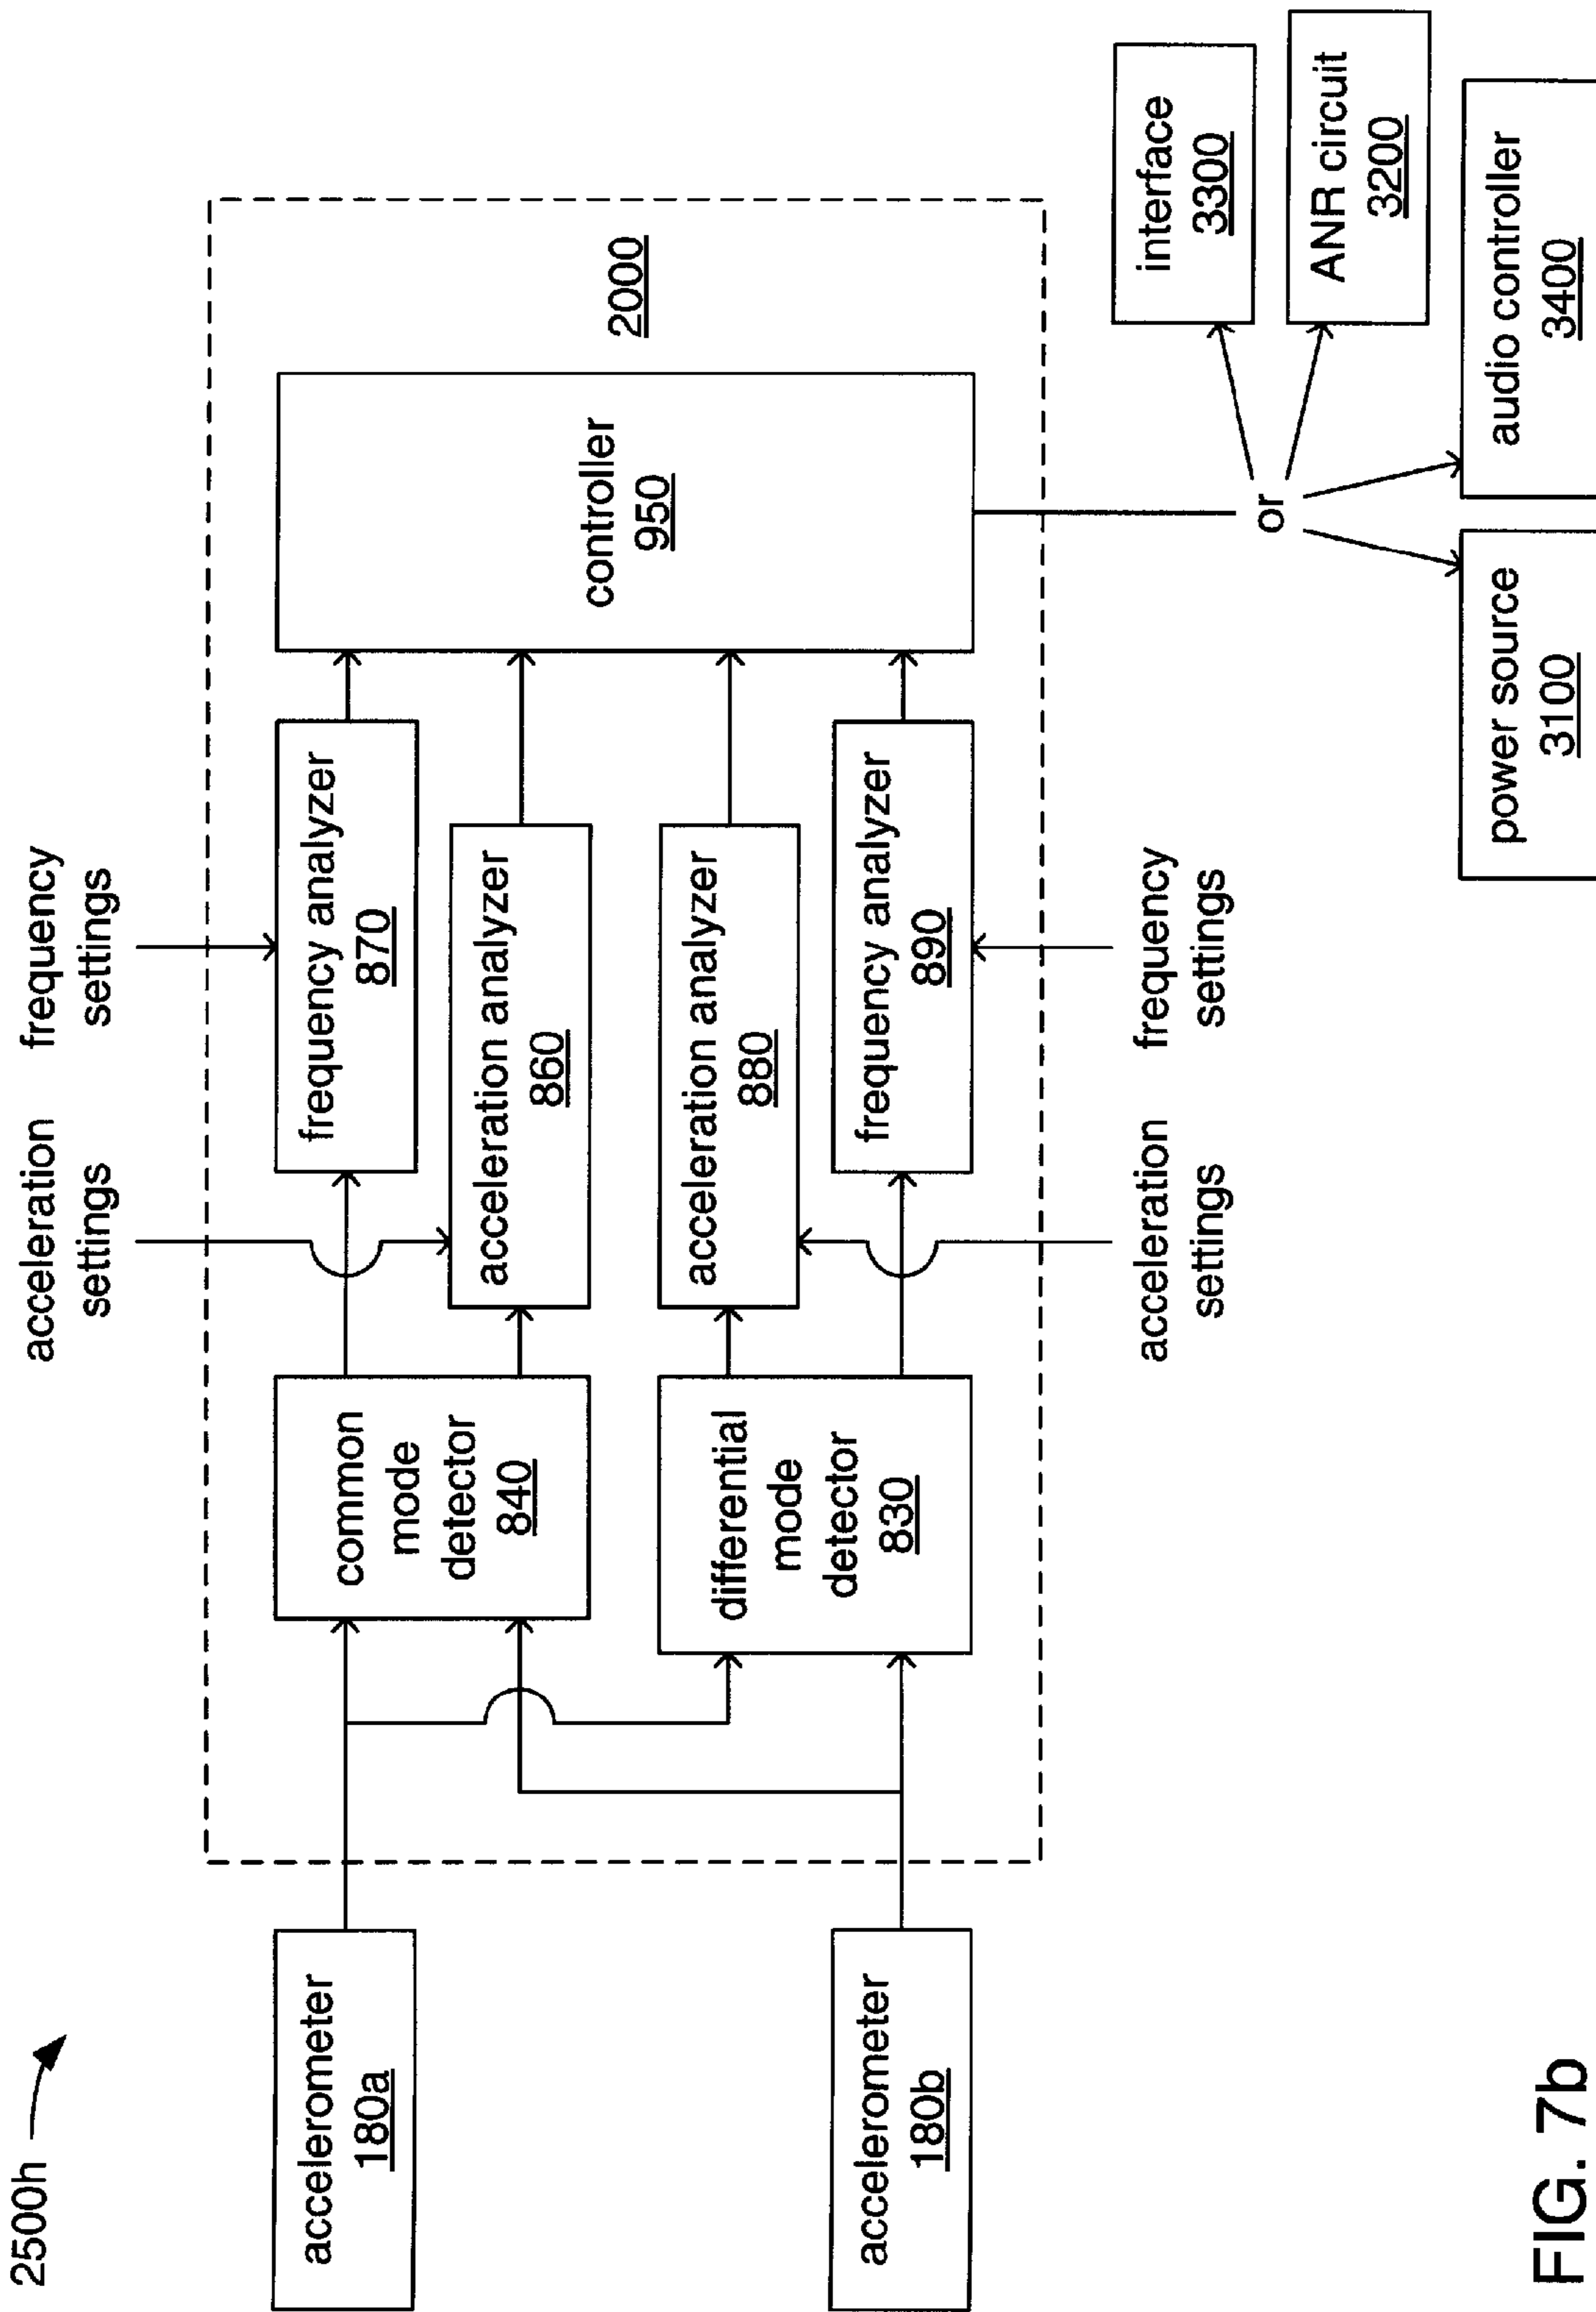 2500h
acceleration
settings
frequency
settings
accelerometer
180a
accelerometer
180b
common
mode
detector
840
differential
mode
detector
830
frequency analyzer
870
acceleration analyzer
860
acceleration analyzer
880
frequency analyzer
890
controller
950
2000
acceleration
settings
frequency
settings
or
interface
3300
ANR circuit
3200
power source
3100
audio controller
3400
FIG. 7b